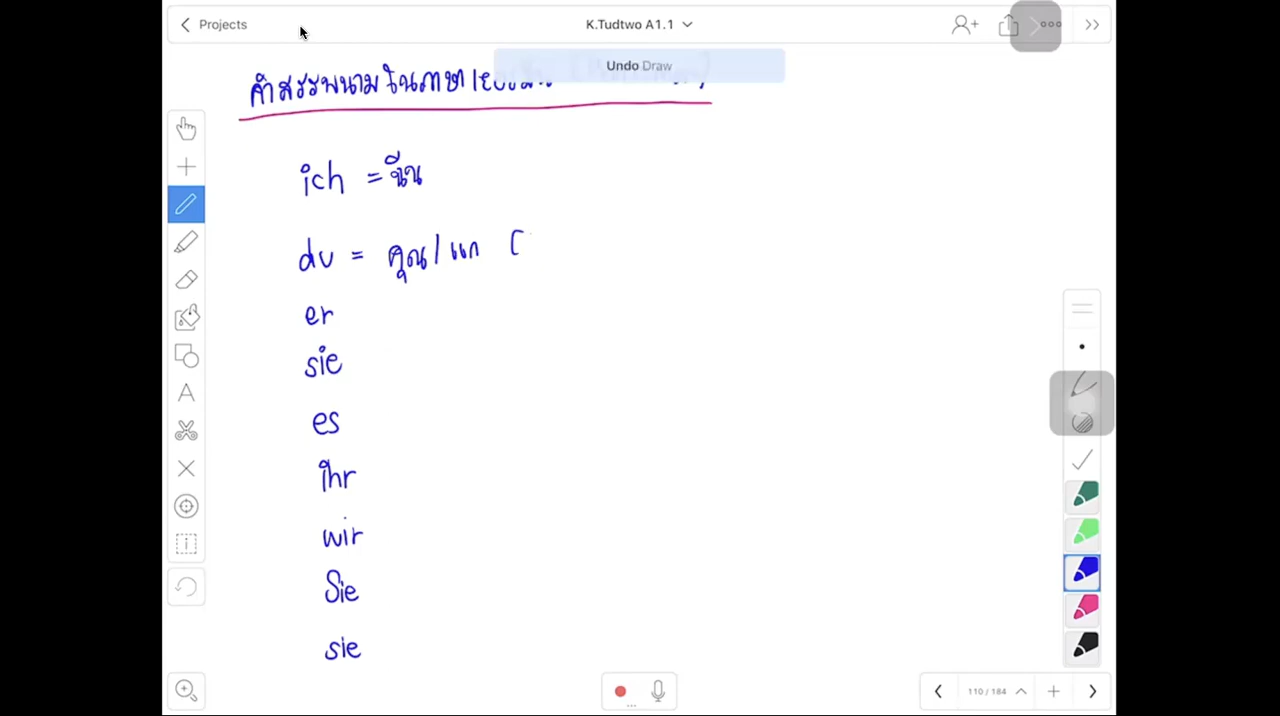 Projects
K.Tudtwo A1.1
Undo Draw
คำสรรพนามในภาษาเยอรมัน
ich = ฉัน
du = คุณ/แก (
er
sie
es
ihr
wir
Sie
sie
110 / 184